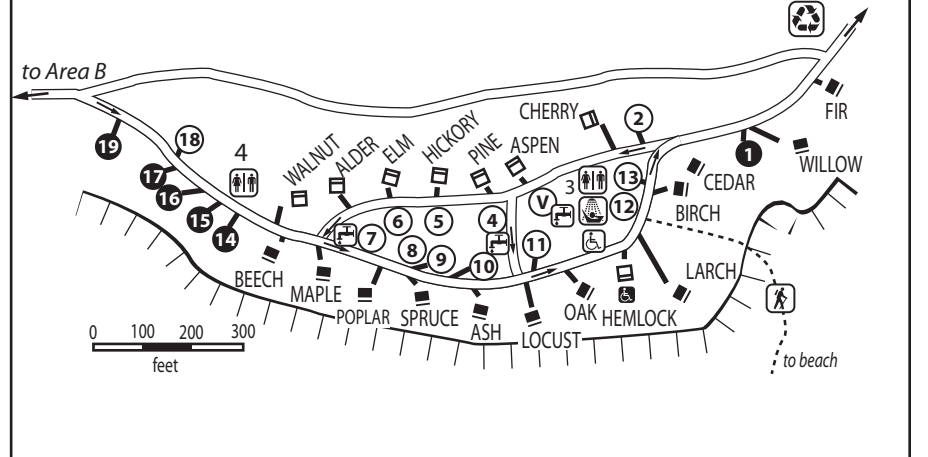 to Area B
FIR
CHERRY
2
19
18
4
17
16
15
14
WALNUT
ALDER
ELM
HICKORY
PINE
ASPEN
1
WILLOW
3
13
CEDAR
V
12
BIRCH
6
5
4
7
8
9
10
11
BEECH
MAPLE
POPLAR
SPRUCE
ASH
LOCUST
OAK
HEMLOCK
LARCH
0 100 200 300
feet
to beach